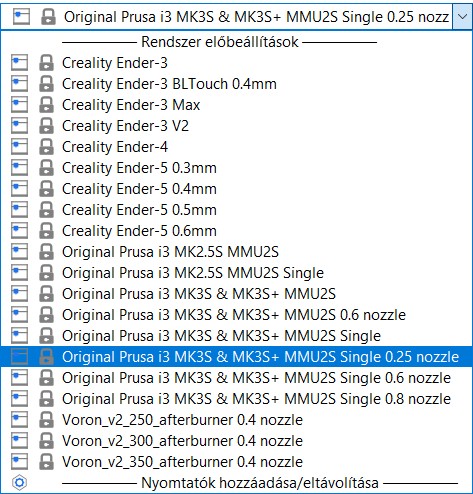 Original Prusa i3 MK3S & MK3S+ MMU2S Single 0.25 nozz
Rendszer előbeállítások
Creality Ender-3
Creality Ender-3 BLTouch 0.4mm
Creality Ender-3 Max
Creality Ender-3 V2
Creality Ender-4
Creality Ender-5 0.3mm
Creality Ender-5 0.4mm
Creality Ender-5 0.5mm
Creality Ender-5 0.6mm
Original Prusa i3 MK2.5S MMU2S
Original Prusa i3 MK2.5S MMU2S Single
Original Prusa i3 MK3S & MK3S+ MMU2S
Original Prusa i3 MK3S & MK3S+ MMU2S 0.6 nozzle
Original Prusa i3 MK3S & MK3S+ MMU2S Single
Original Prusa i3 MK3S & MK3S+ MMU2S Single 0.25 nozzle
Original Prusa i3 MK3S & MK3S+ MMU2S Single 0.6 nozzle
Original Prusa i3 MK3S & MK3S+ MMU2S Single 0.8 nozzle
Voron_v2_250_afterburner 0.4 nozzle
Voron_v2_300_afterburner 0.4 nozzle
Voron_v2_350_afterburner 0.4 nozzle
Nyomtatók hozzáadása/eltávolítása